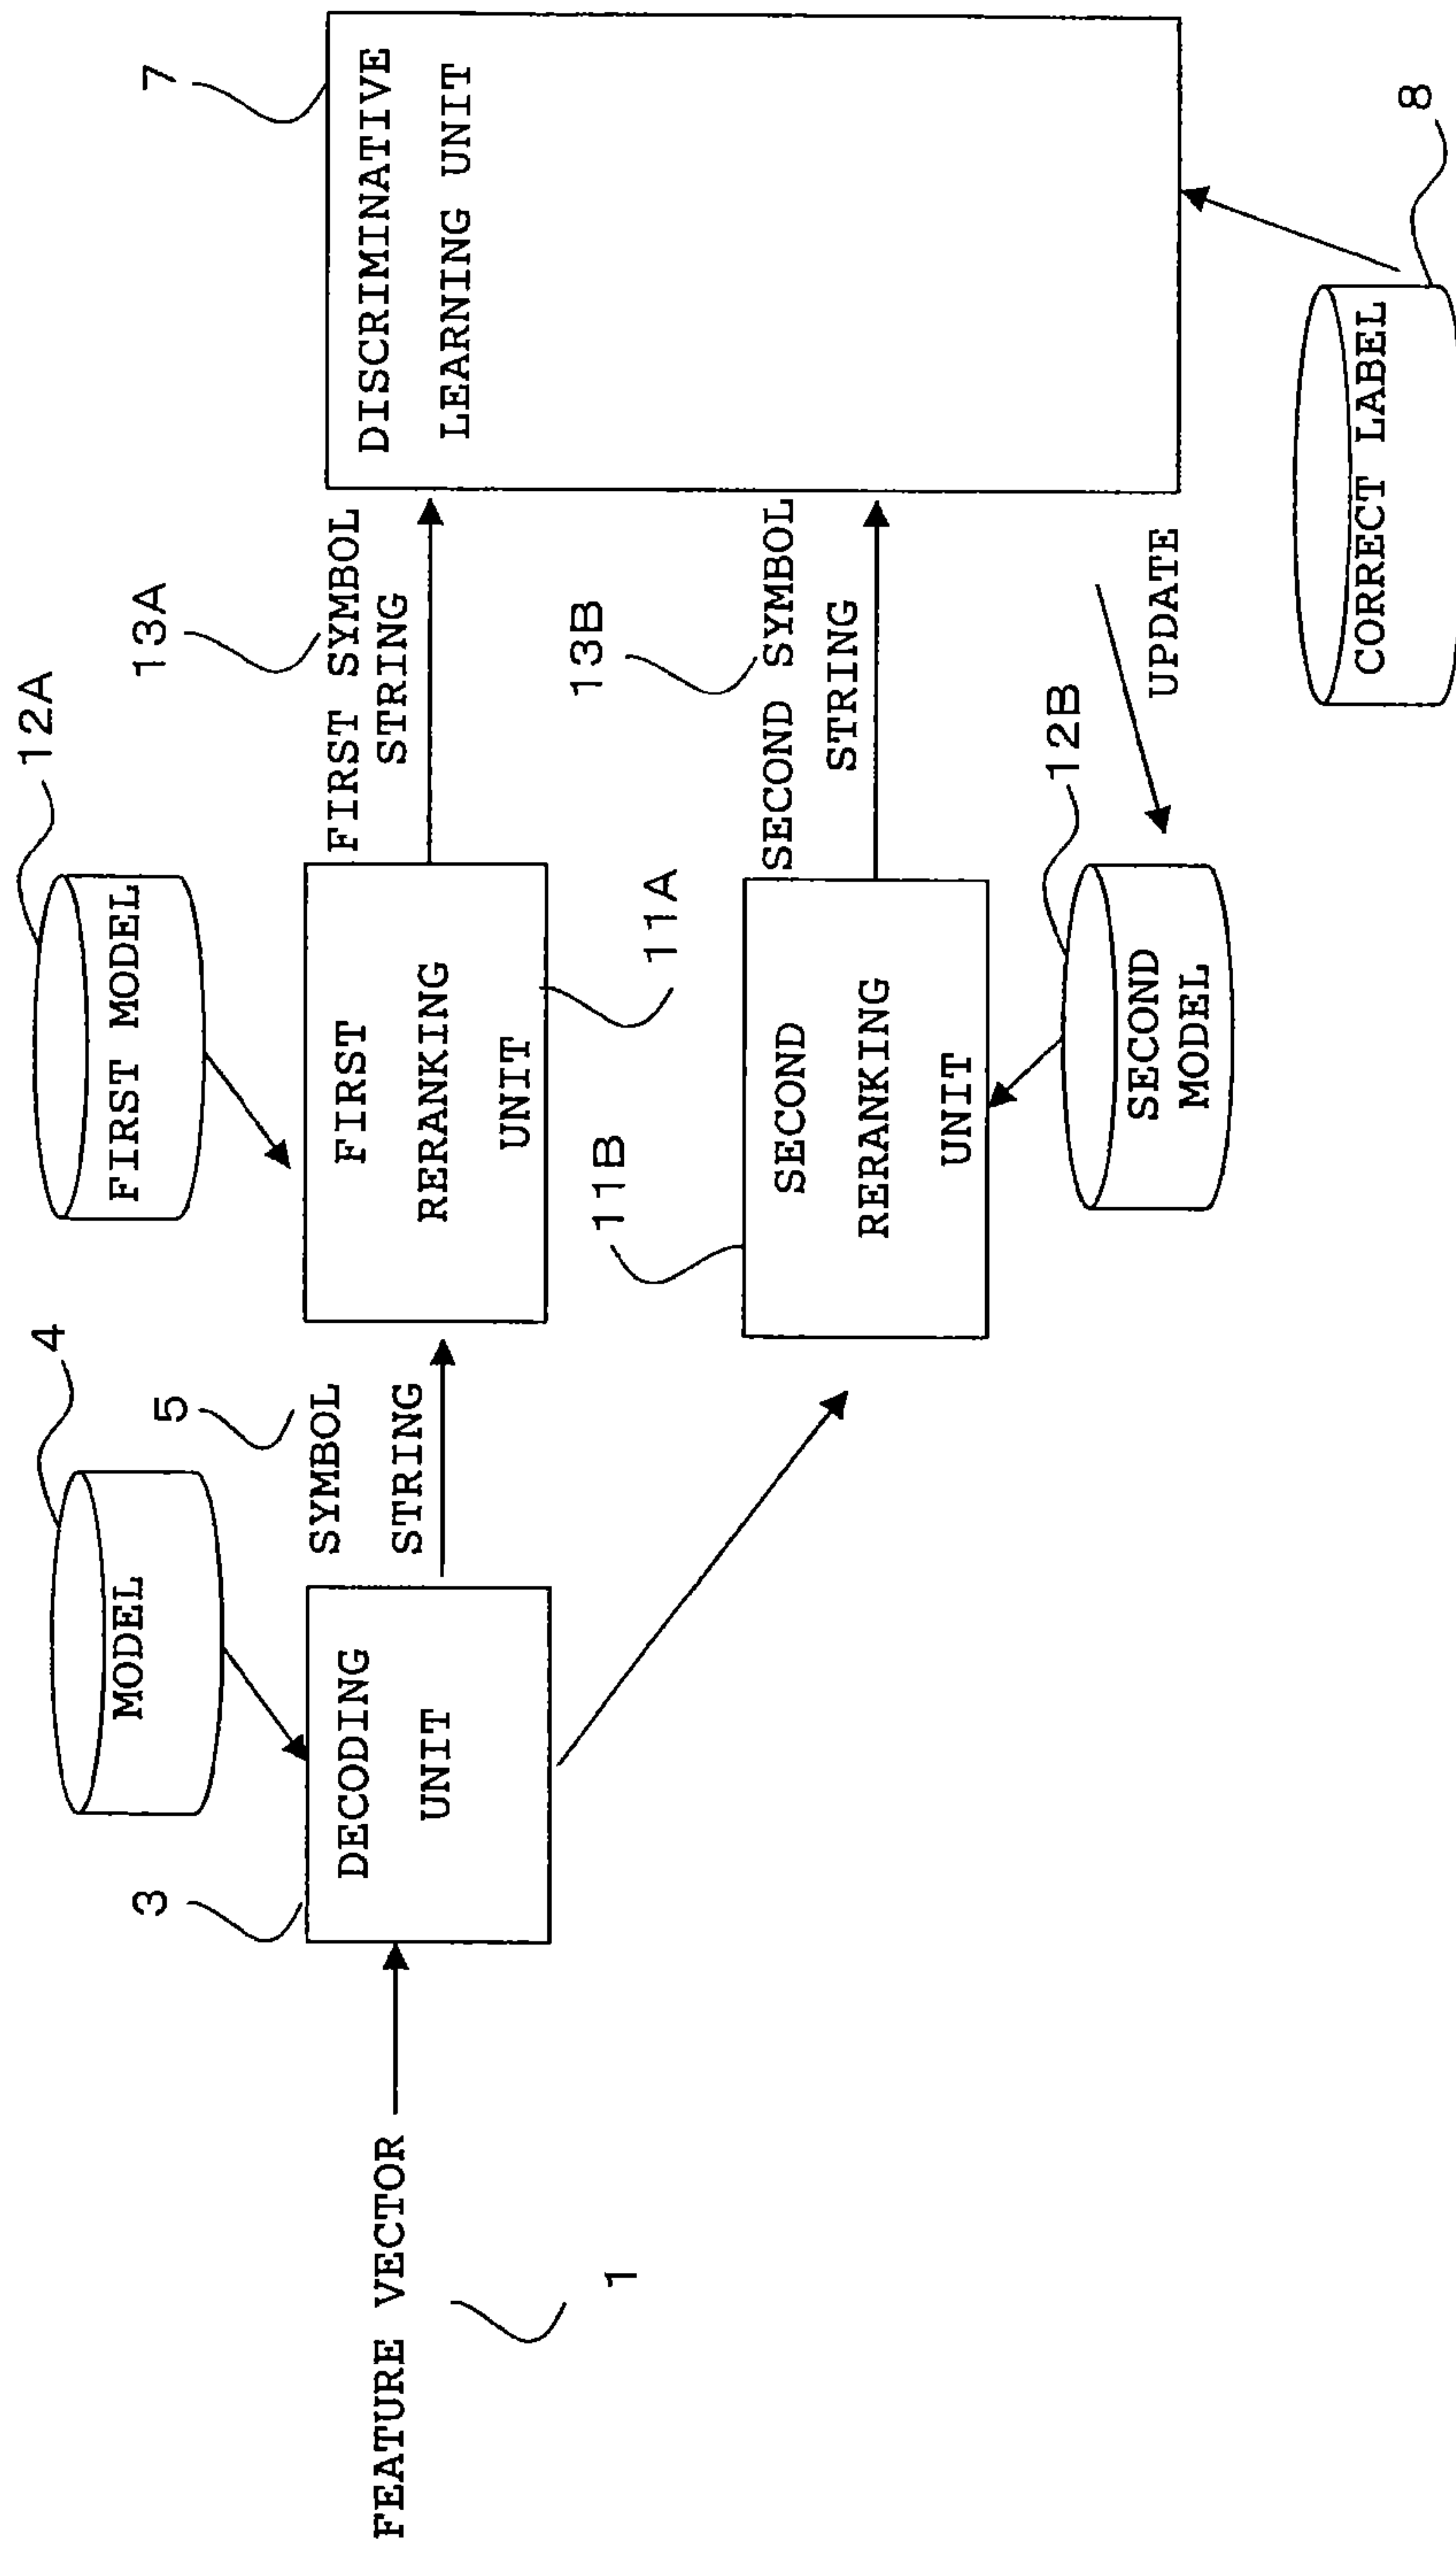 12A
4
FIRST MODEL
MODEL
13A
7
5
3
FIRST SYMBOL
STRING
DISCRIMINATIVE
LEARNING UNIT
SYMBOL
STRING
FIRST
RERANKING
UNIT
DECODING
UNIT
FEATURE VECTOR
1
11A
13B
11B
SECOND SYMBOL
STRING
SECOND
RERANKING
UNIT
12B
UPDATE
SECOND
MODEL
8
CORRECT LABEL